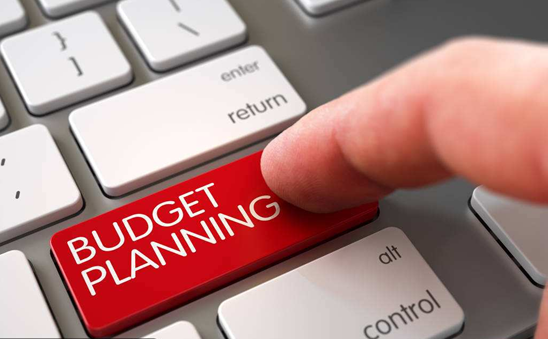 }
]
|
\
enter
return
"
'
BUDGET
PLANNING
alt
control